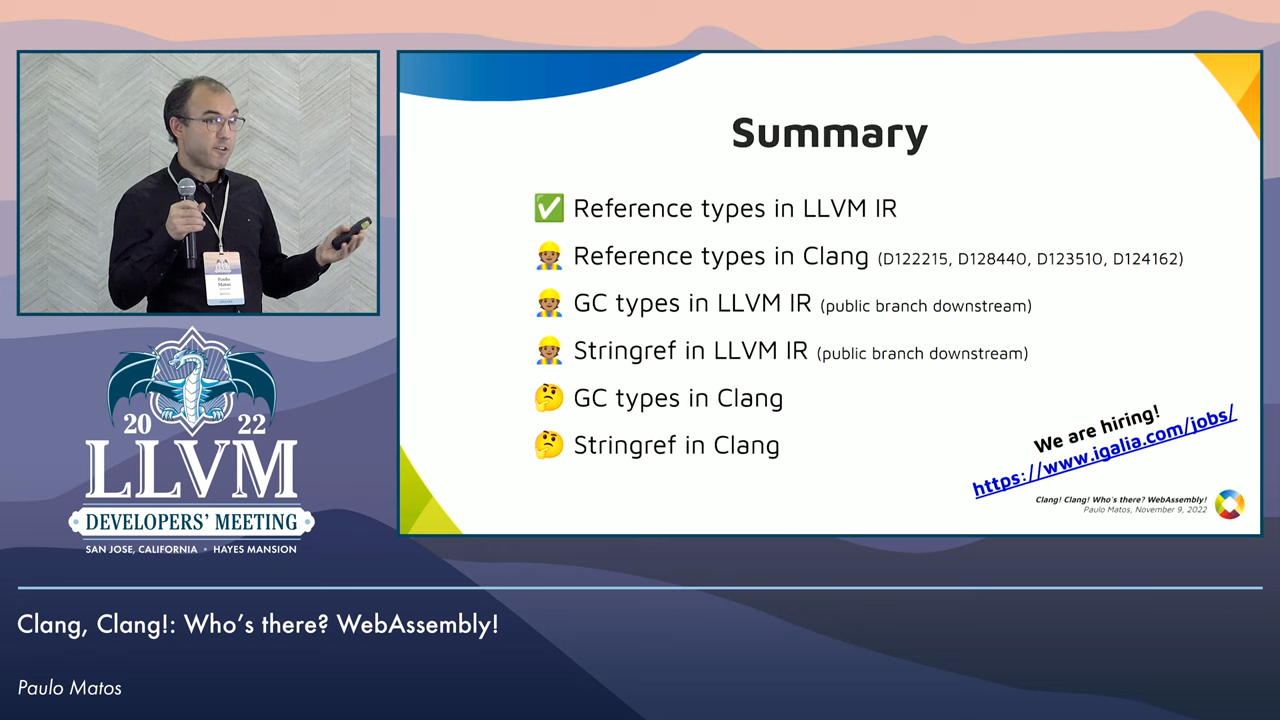 Summary
✅ Reference types in LLVM IR
👷🏽 Reference types in Clang (D122215, D128440, D123510, D124162)
👷🏽 GC types in LLVM IR (public branch downstream)
👷🏽 Stringref in LLVM IR (public branch downstream)
🤔 GC types in Clang
🤔 Stringref in Clang
We are hiring!
https://www.igalia.com/jobs/
Clang! Clang! Who's there? WebAssembly!
Paulo Matos, November 9, 2022
Paulo
Matos
20 22
LLVM
DEVELOPERS' MEETING
SAN JOSE, CALIFORNIA • HAYES MANSION
Clang, Clang!: Who's there? WebAssembly!
Paulo Matos